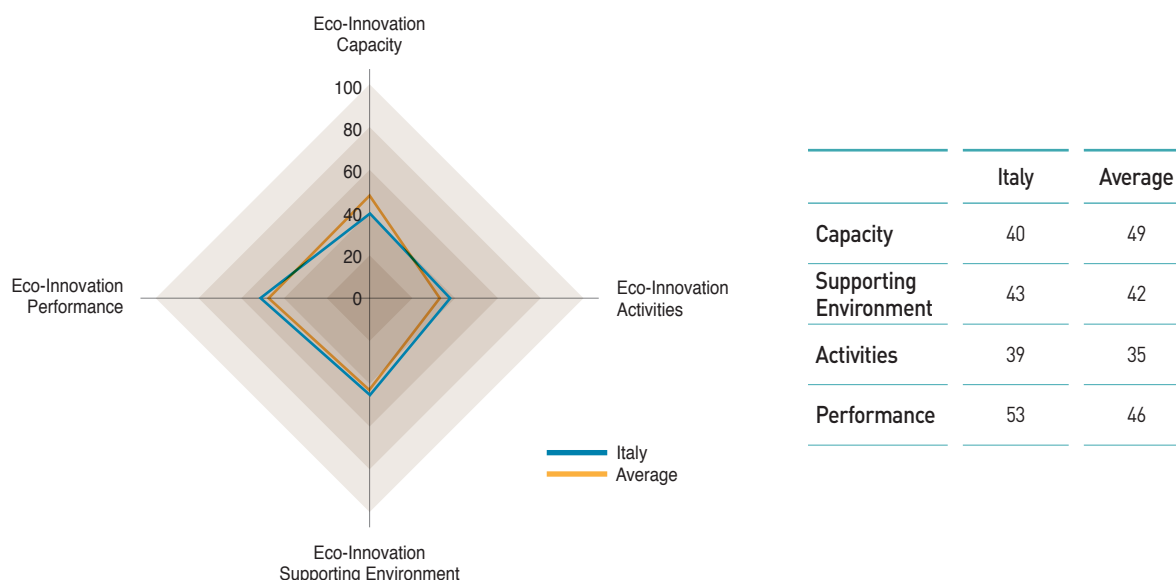 Eco-Innovation
Capacity
100
80
60
40
20
0
Eco-Innovation
Performance
Eco-Innovation
Activities
Eco-Innovation
Supporting Environment
Italy
Average
Italy Average
Capacity 40 49
Supporting
Environment 43 42
Activities 39 35
Performance 53 46